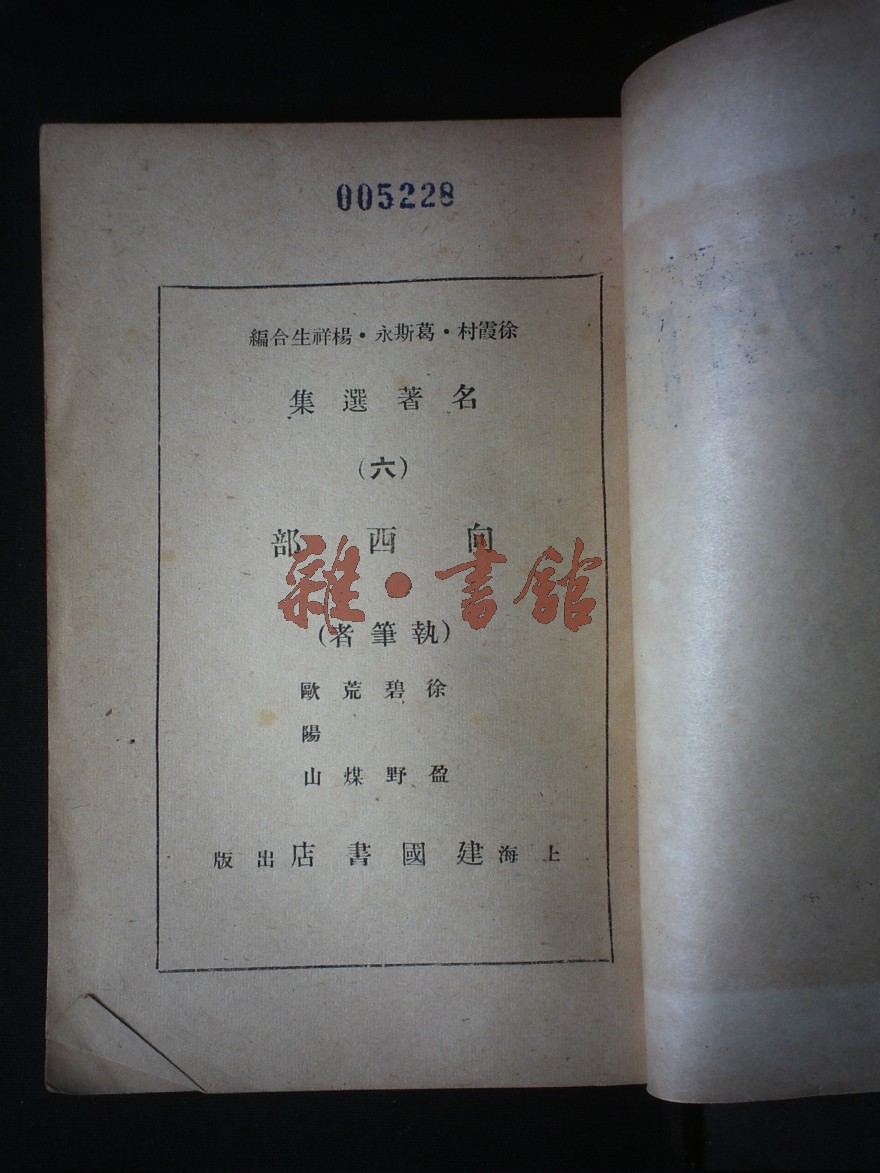 005228
徐霞村・葛斯永・楊祥生合編
名著選集
(六)
向西部
雜・書館
(執筆者)
徐盈
碧野
荒煤
歐陽山
上海建國書店出版